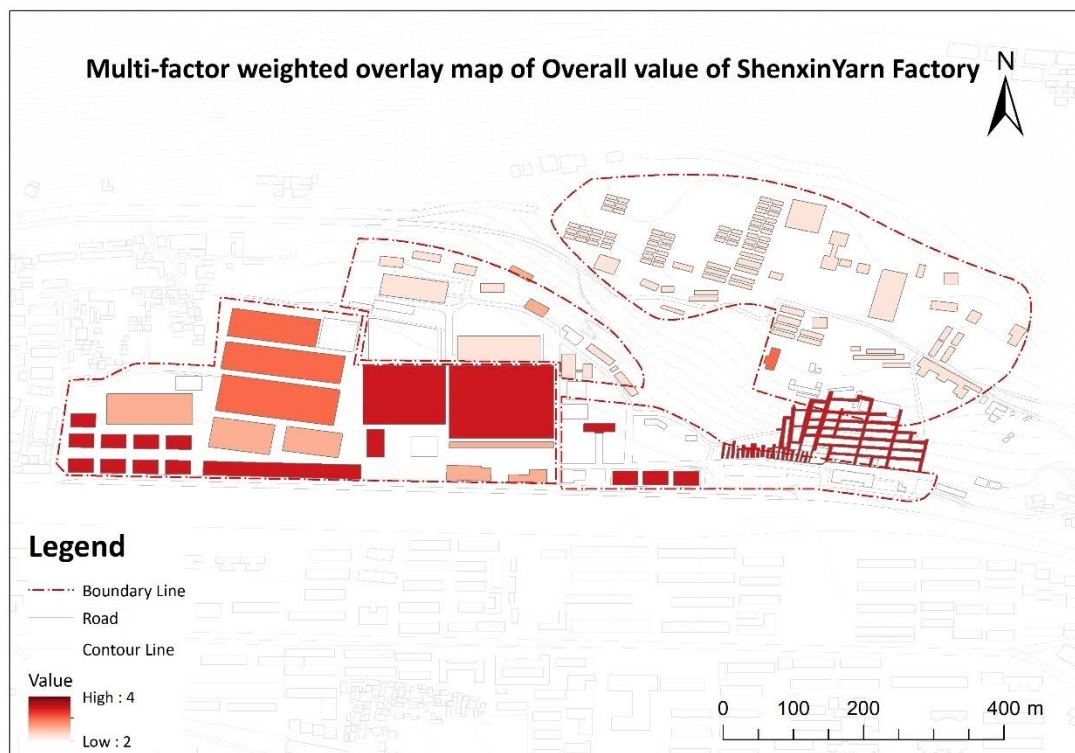 Multi-factor weighted overlay map of Overall value of ShenxinYarn Factory
N
Legend
Boundary Line
Road
Contour Line
Value
High : 4
Low : 2
0 100 200 400 m